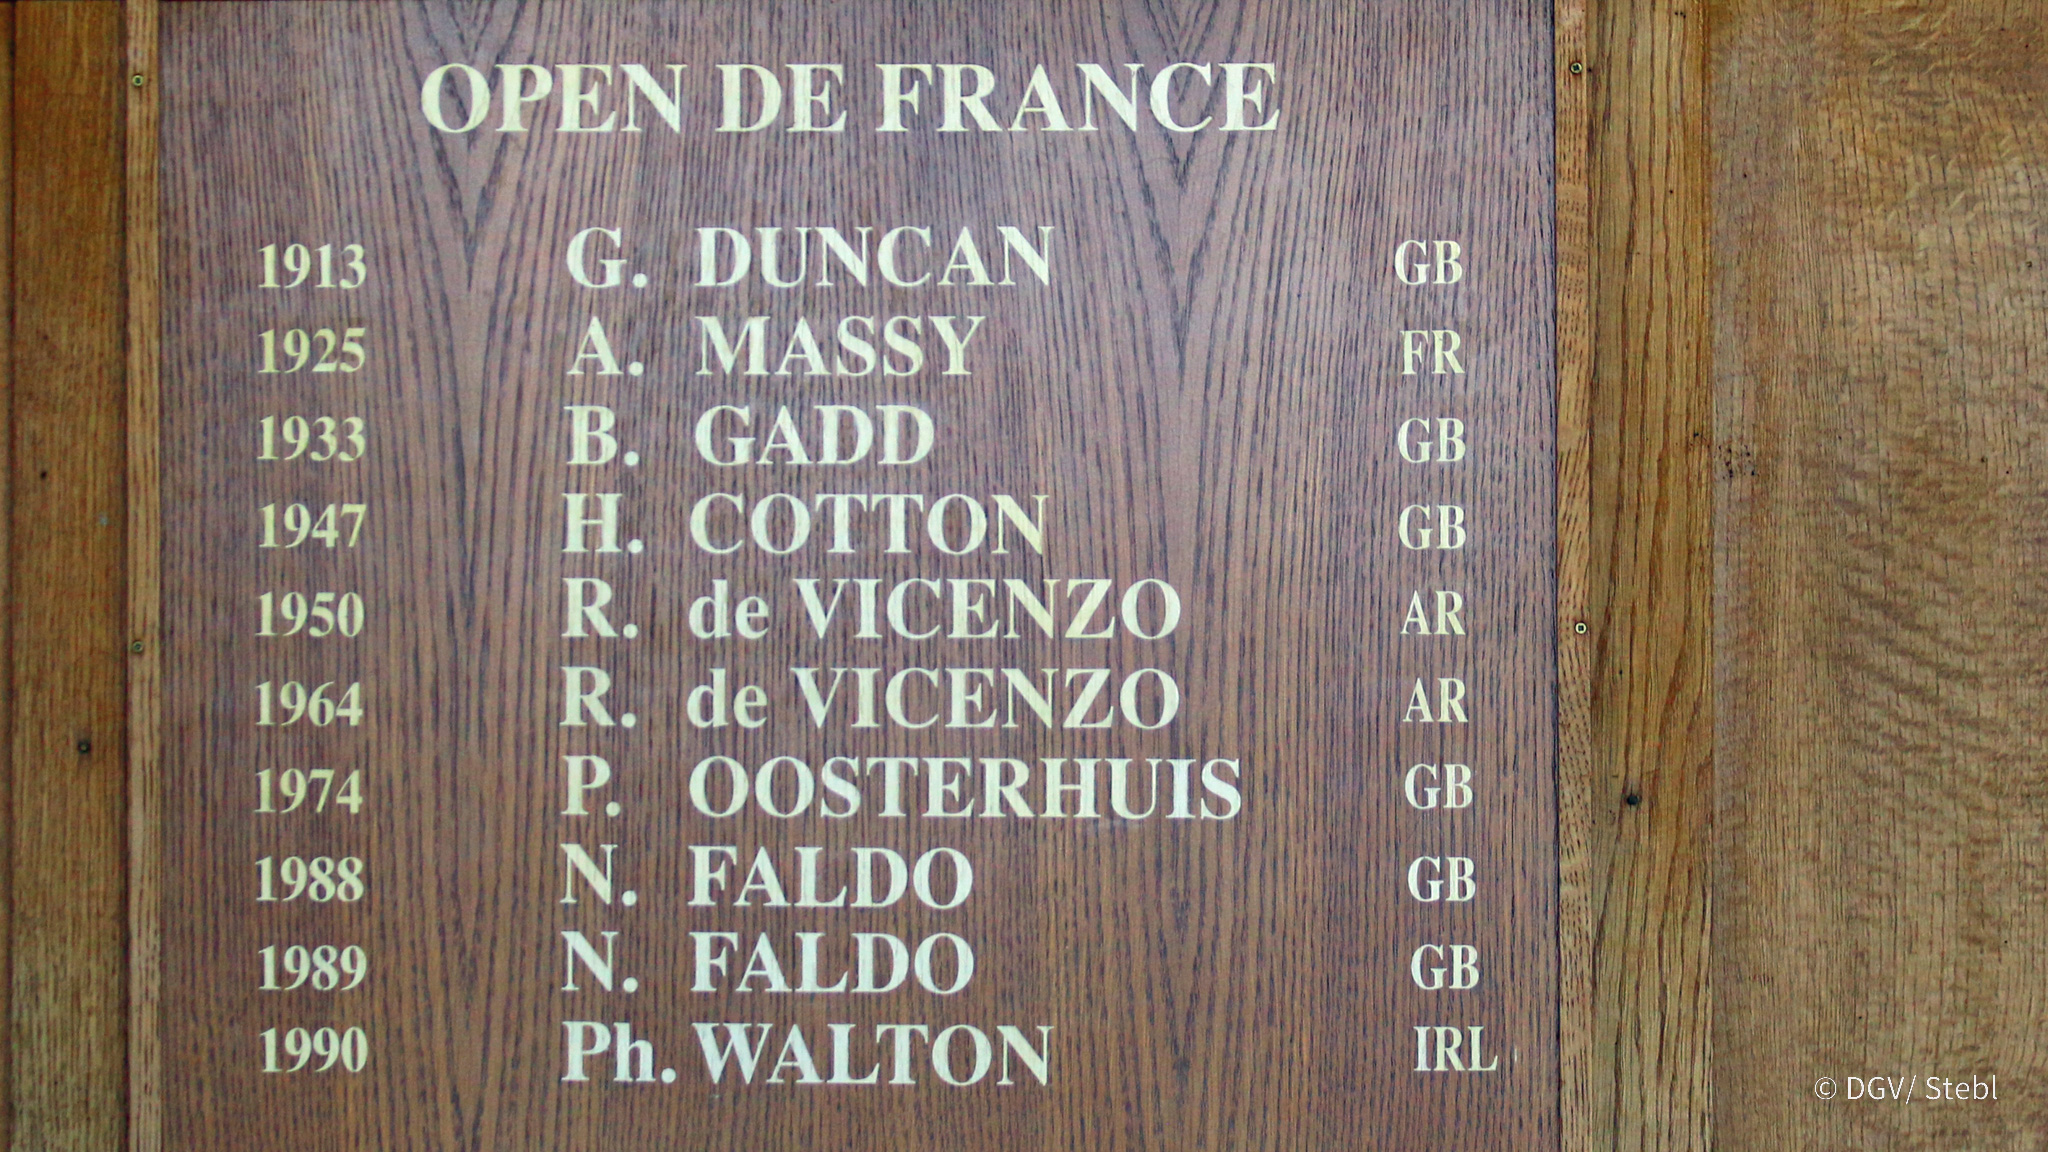 OPEN DE FRANCE
1913 G. DUNCAN GB
1925 A. MASSY FR
1933 B. GADD GB
1947 H. COTTON GB
1950 R. de VICENZO AR
1964 R. de VICENZO AR
1974 P. OOSTERHUIS GB
1988 N. FALDO GB
1989 N. FALDO GB
1990 Ph. WALTON IRL
© DGV/ Stebl